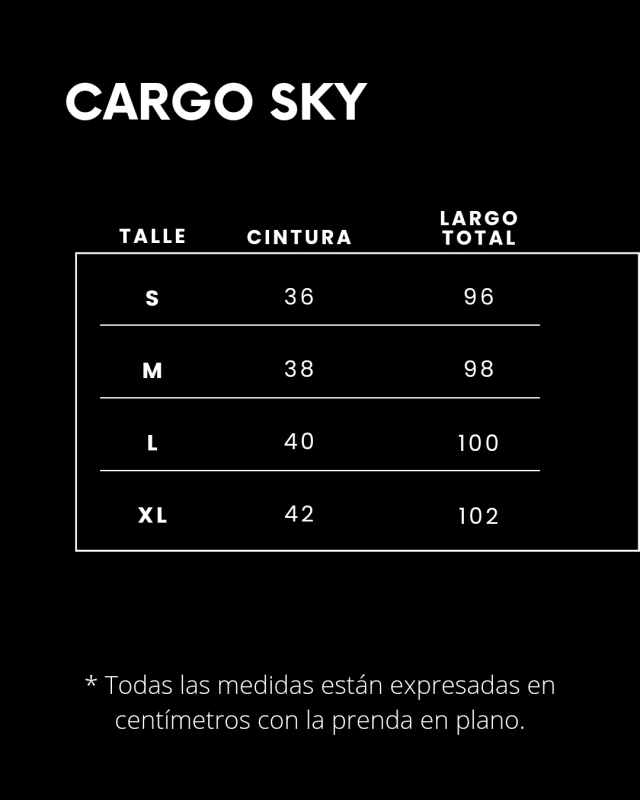 CARGO SKY
TALLE CINTURA LARGO TOTAL
S 36 96
M 38 98
L 40 100
XL 42 102
* Todas las medidas están expresadas en
centímetros con la prenda en plano.